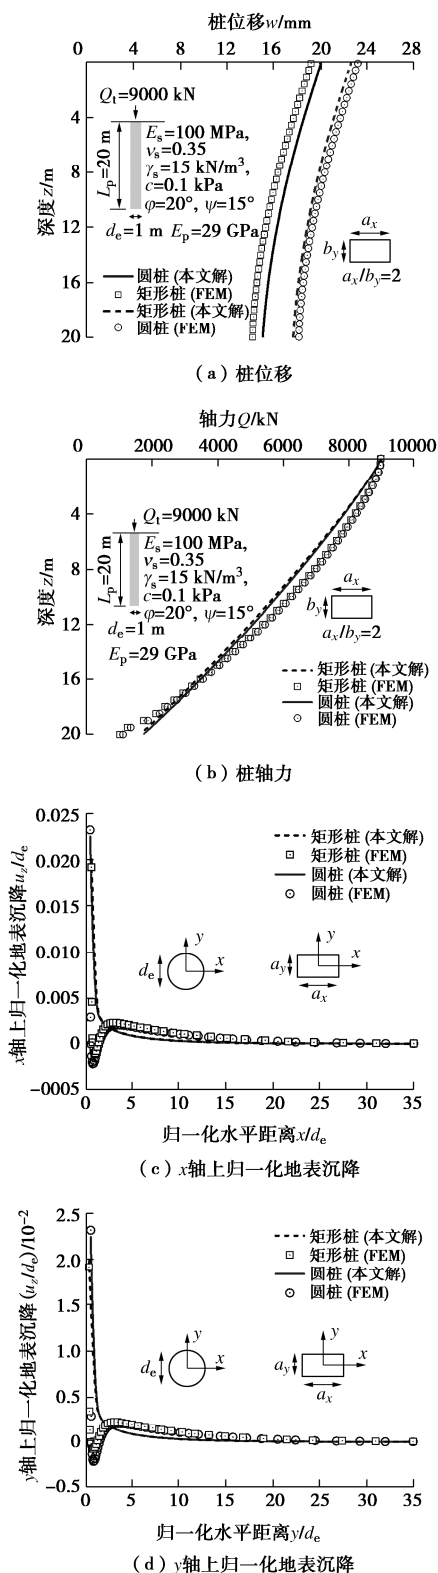 桩位移w/mm
0 4 8 12 16 20 24 28
0
4
8
12
16
20
深度 z/m
Qt=9000 kN
Lp=20 m
Es=100 MPa,
νs=0.35
γs=15 kN/m³,
c=0.1 kPa
φ=20°, ψ=15°
de=1 m Ep=29 GPa
ax
by
ax/by=2
圆桩 (本文解)
矩形桩 (FEM)
矩形桩 (本文解)
圆桩 (FEM)
(a) 桩位移
轴力Q/kN
0 2000 4000 6000 8000 10000
4
8
12
16
20
深度 z/m
Qt=9000 kN
Lp=20 m
Es=100 MPa,
νs=0.35
γs=15 kN/m³,
c=0.1 kPa
φ=20°, ψ=15°
de=1 m
Ep=29 GPa
ax
by
ax/by=2
矩形桩 (本文解)
矩形桩 (FEM)
圆桩 (本文解)
圆桩 (FEM)
(b) 桩轴力
0.025
0.020
0.015
0.010
0.005
0
-0005
x轴上归一化地表沉降uz/de
矩形桩 (本文解)
矩形桩 (FEM)
圆桩 (本文解)
圆桩 (FEM)
de
y
x
y
x
ay
ax
0 5 10 15 20 25 30 35
归一化水平距离x/de
(c) x轴上归一化地表沉降
2.5
2.0
1.5
1.0
0.5
0
-0.5
y轴上归一化地表沉降 (uz/de)/10⁻²
矩形桩 (本文解)
矩形桩 (FEM)
圆桩 (本文解)
圆桩 (FEM)
de
y
x
y
x
ay
ax
0 5 10 15 20 25 30 35
归一化水平距离y/de
(d) y轴上归一化地表沉降